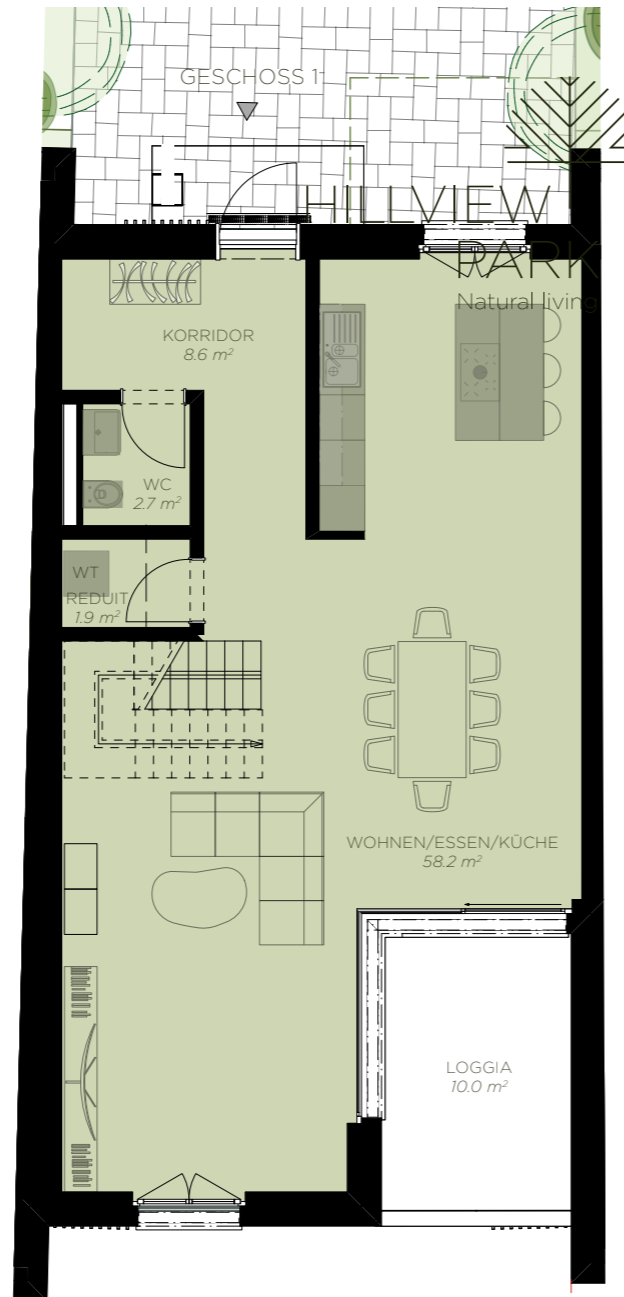 GESCHOSS 1
HILLVIEW
PARK
Natural living
KORRIDOR
8.6 m²
WC
2.7 m²
WT
REDUIT
1.9 m²
WOHNEN/ESSEN/KÜCHE
58.2 m²
LOGGIA
10.0 m²